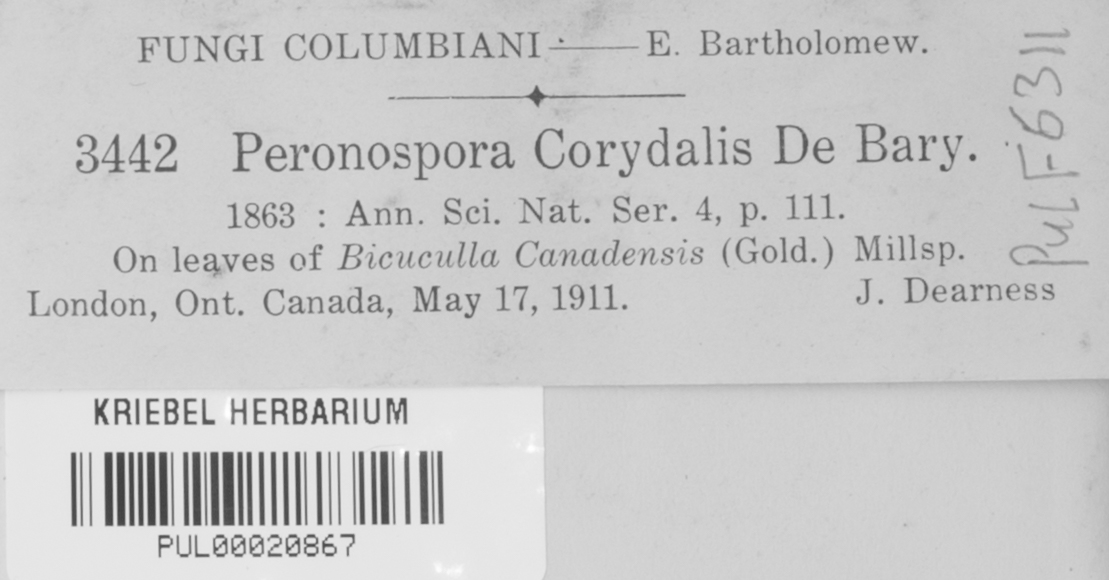 FUNGI COLUMBIANI — E. Bartholomew.
3442 Peronospora Corydalis De Bary.
1863 : Ann. Sci. Nat. Ser. 4, p. 111.
On leaves of Bicuculla Canadensis (Gold.) Millsp.
London, Ont. Canada, May 17, 1911. J. Dearness
PUL F6311
KRIEBEL HERBARIUM
PUL00020867